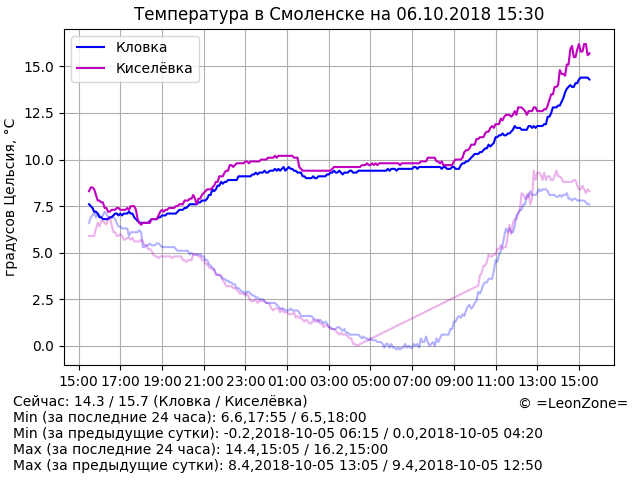 Температура в Смоленске на 06.10.2018 15:30
Кловка
Киселёвка
градусов Цельсия, °C
15.0
12.5
10.0
7.5
5.0
2.5
0.0
15:00 17:00 19:00 21:00 23:00 01:00 03:00 05:00 07:00 09:00 11:00 13:00 15:00
Сейчас: 14.3 / 15.7 (Кловка / Киселёвка)
© =LeonZone=
Min (за последние 24 часа): 6.6,17:55 / 6.5,18:00
Min (за предыдущие сутки): -0.2,2018-10-05 06:15 / 0.0,2018-10-05 04:20
Max (за последние 24 часа): 14.4,15:05 / 16.2,15:00
Max (за предыдущие сутки): 8.4,2018-10-05 13:05 / 9.4,2018-10-05 12:50